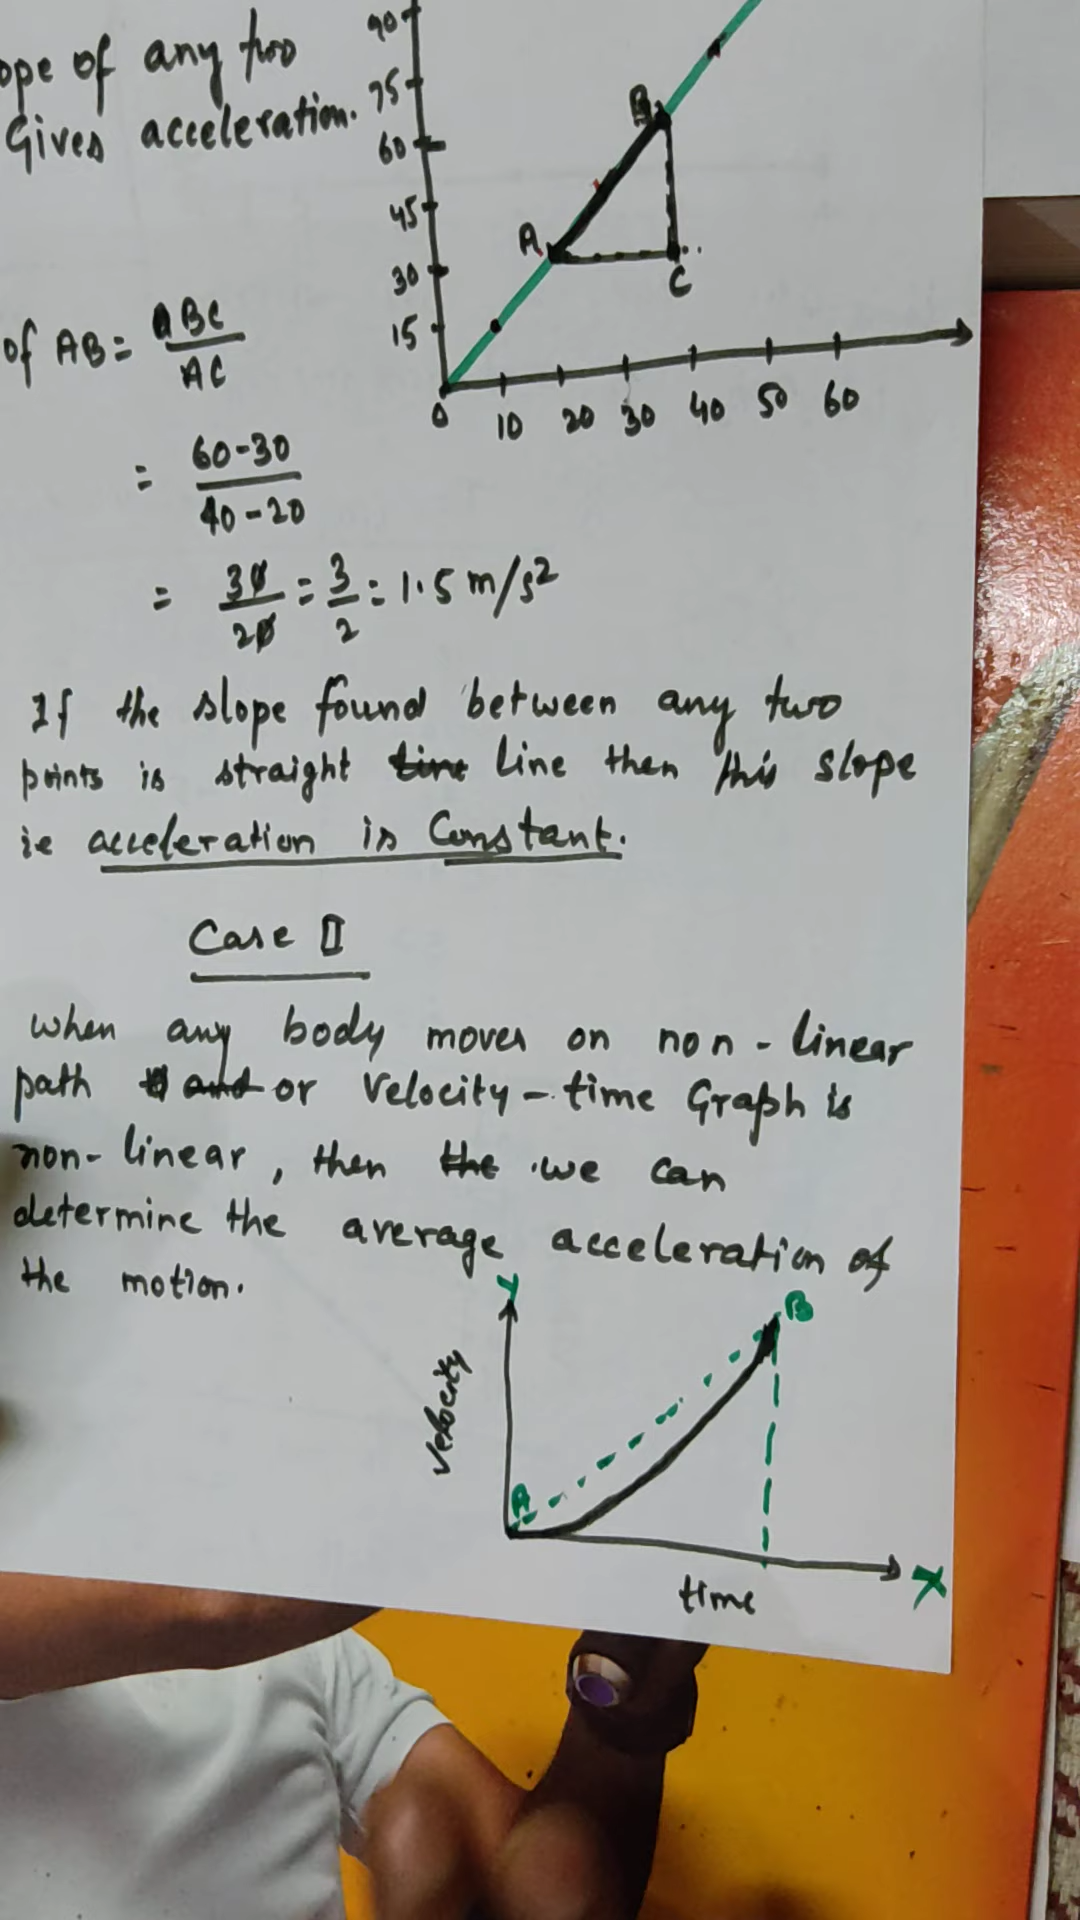 ope of any two
Gives acceleration.
90
75
60
45
30
15
B
A
C
0 10 20 30 40 50 60
of AB = BC / AC
= 60-30 / 40-20
= 30 / 20 = 3 / 2 = 1.5 m/s²
If the slope found between any two
points is straight line then this slope
ie acceleration is Constant.
Case II
when any body moves on non-linear
path or Velocity-time Graph is
non-linear, then we can
determine the average acceleration of
the motion.
Y
B
velocity
A
X
time